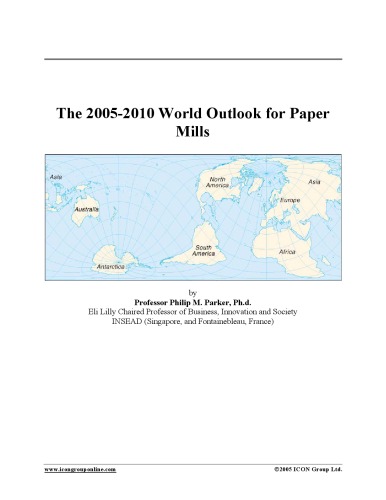 The 2005-2010 World Outlook for Paper
Mills
Asia
North
America
Asia
Europe
Australia
South
America
Africa
Antarctica
by
Professor Philip M. Parker, Ph.d.
Eli Lilly Chaired Professor of Business, Innovation and Society
INSEAD (Singapore, and Fontainebleau, France)
www.icongrouponline.com ©2005 ICON Group Ltd.